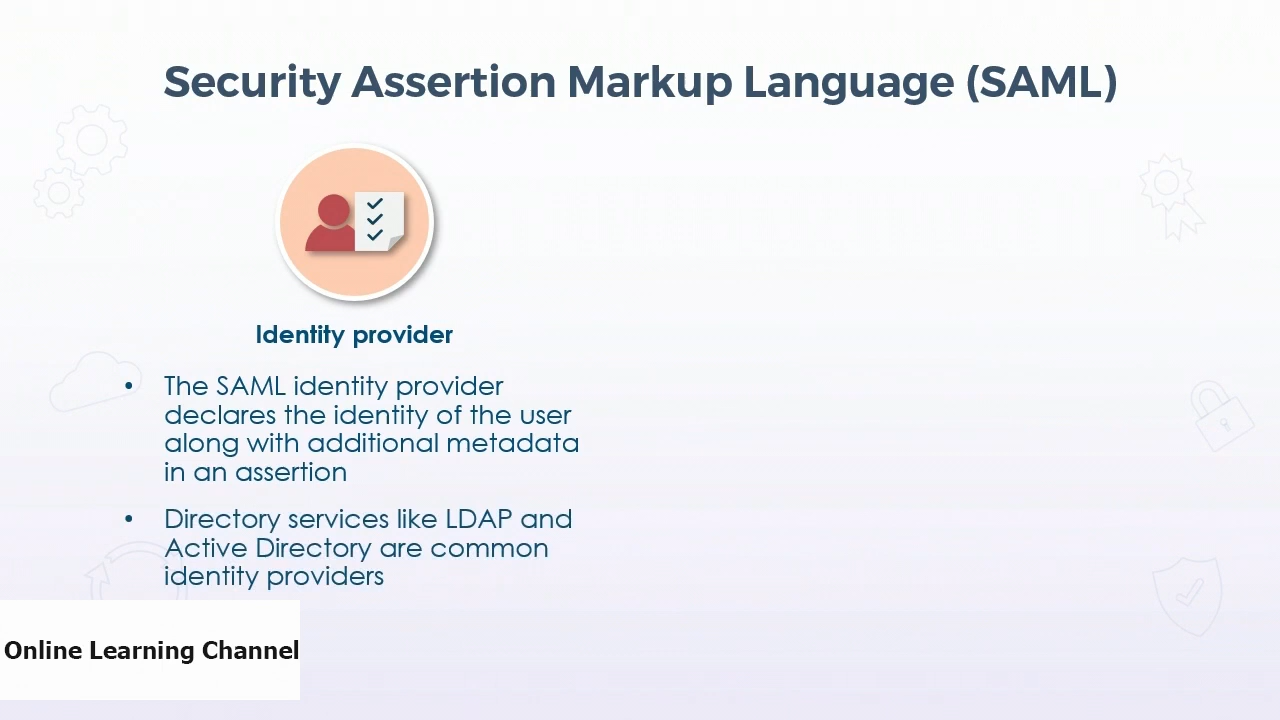 Security Assertion Markup Language (SAML)
Identity provider
• The SAML identity provider
declares the identity of the user
along with additional metadata
in an assertion
• Directory services like LDAP and
Active Directory are common
identity providers
Online Learning Channel